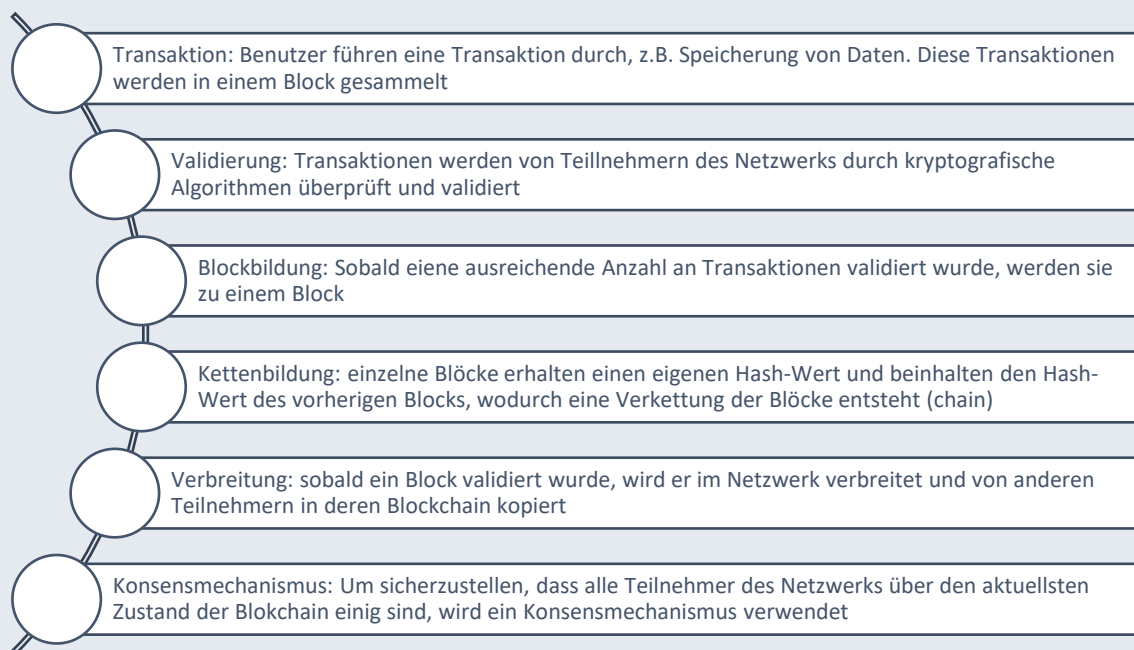 Transaktion: Benutzer führen eine Transaktion durch, z.B. Speicherung von Daten. Diese Transaktionen
werden in einem Block gesammelt
Validierung: Transaktionen werden von Teillnehmern des Netzwerks durch kryptografische
Algorithmen überprüft und validiert
Blockbildung: Sobald eiene ausreichende Anzahl an Transaktionen validiert wurde, werden sie
zu einem Block
Kettenbildung: einzelne Blöcke erhalten einen eigenen Hash-Wert und beinhalten den Hash-
Wert des vorherigen Blocks, wodurch eine Verkettung der Blöcke entsteht (chain)
Verbreitung: sobald ein Block validiert wurde, wird er im Netzwerk verbreitet und von anderen
Teilnehmern in deren Blockchain kopiert
Konsensmechanismus: Um sicherzustellen, dass alle Teilnehmer des Netzwerks über den aktuellsten
Zustand der Blokchain einig sind, wird ein Konsensmechanismus verwendet